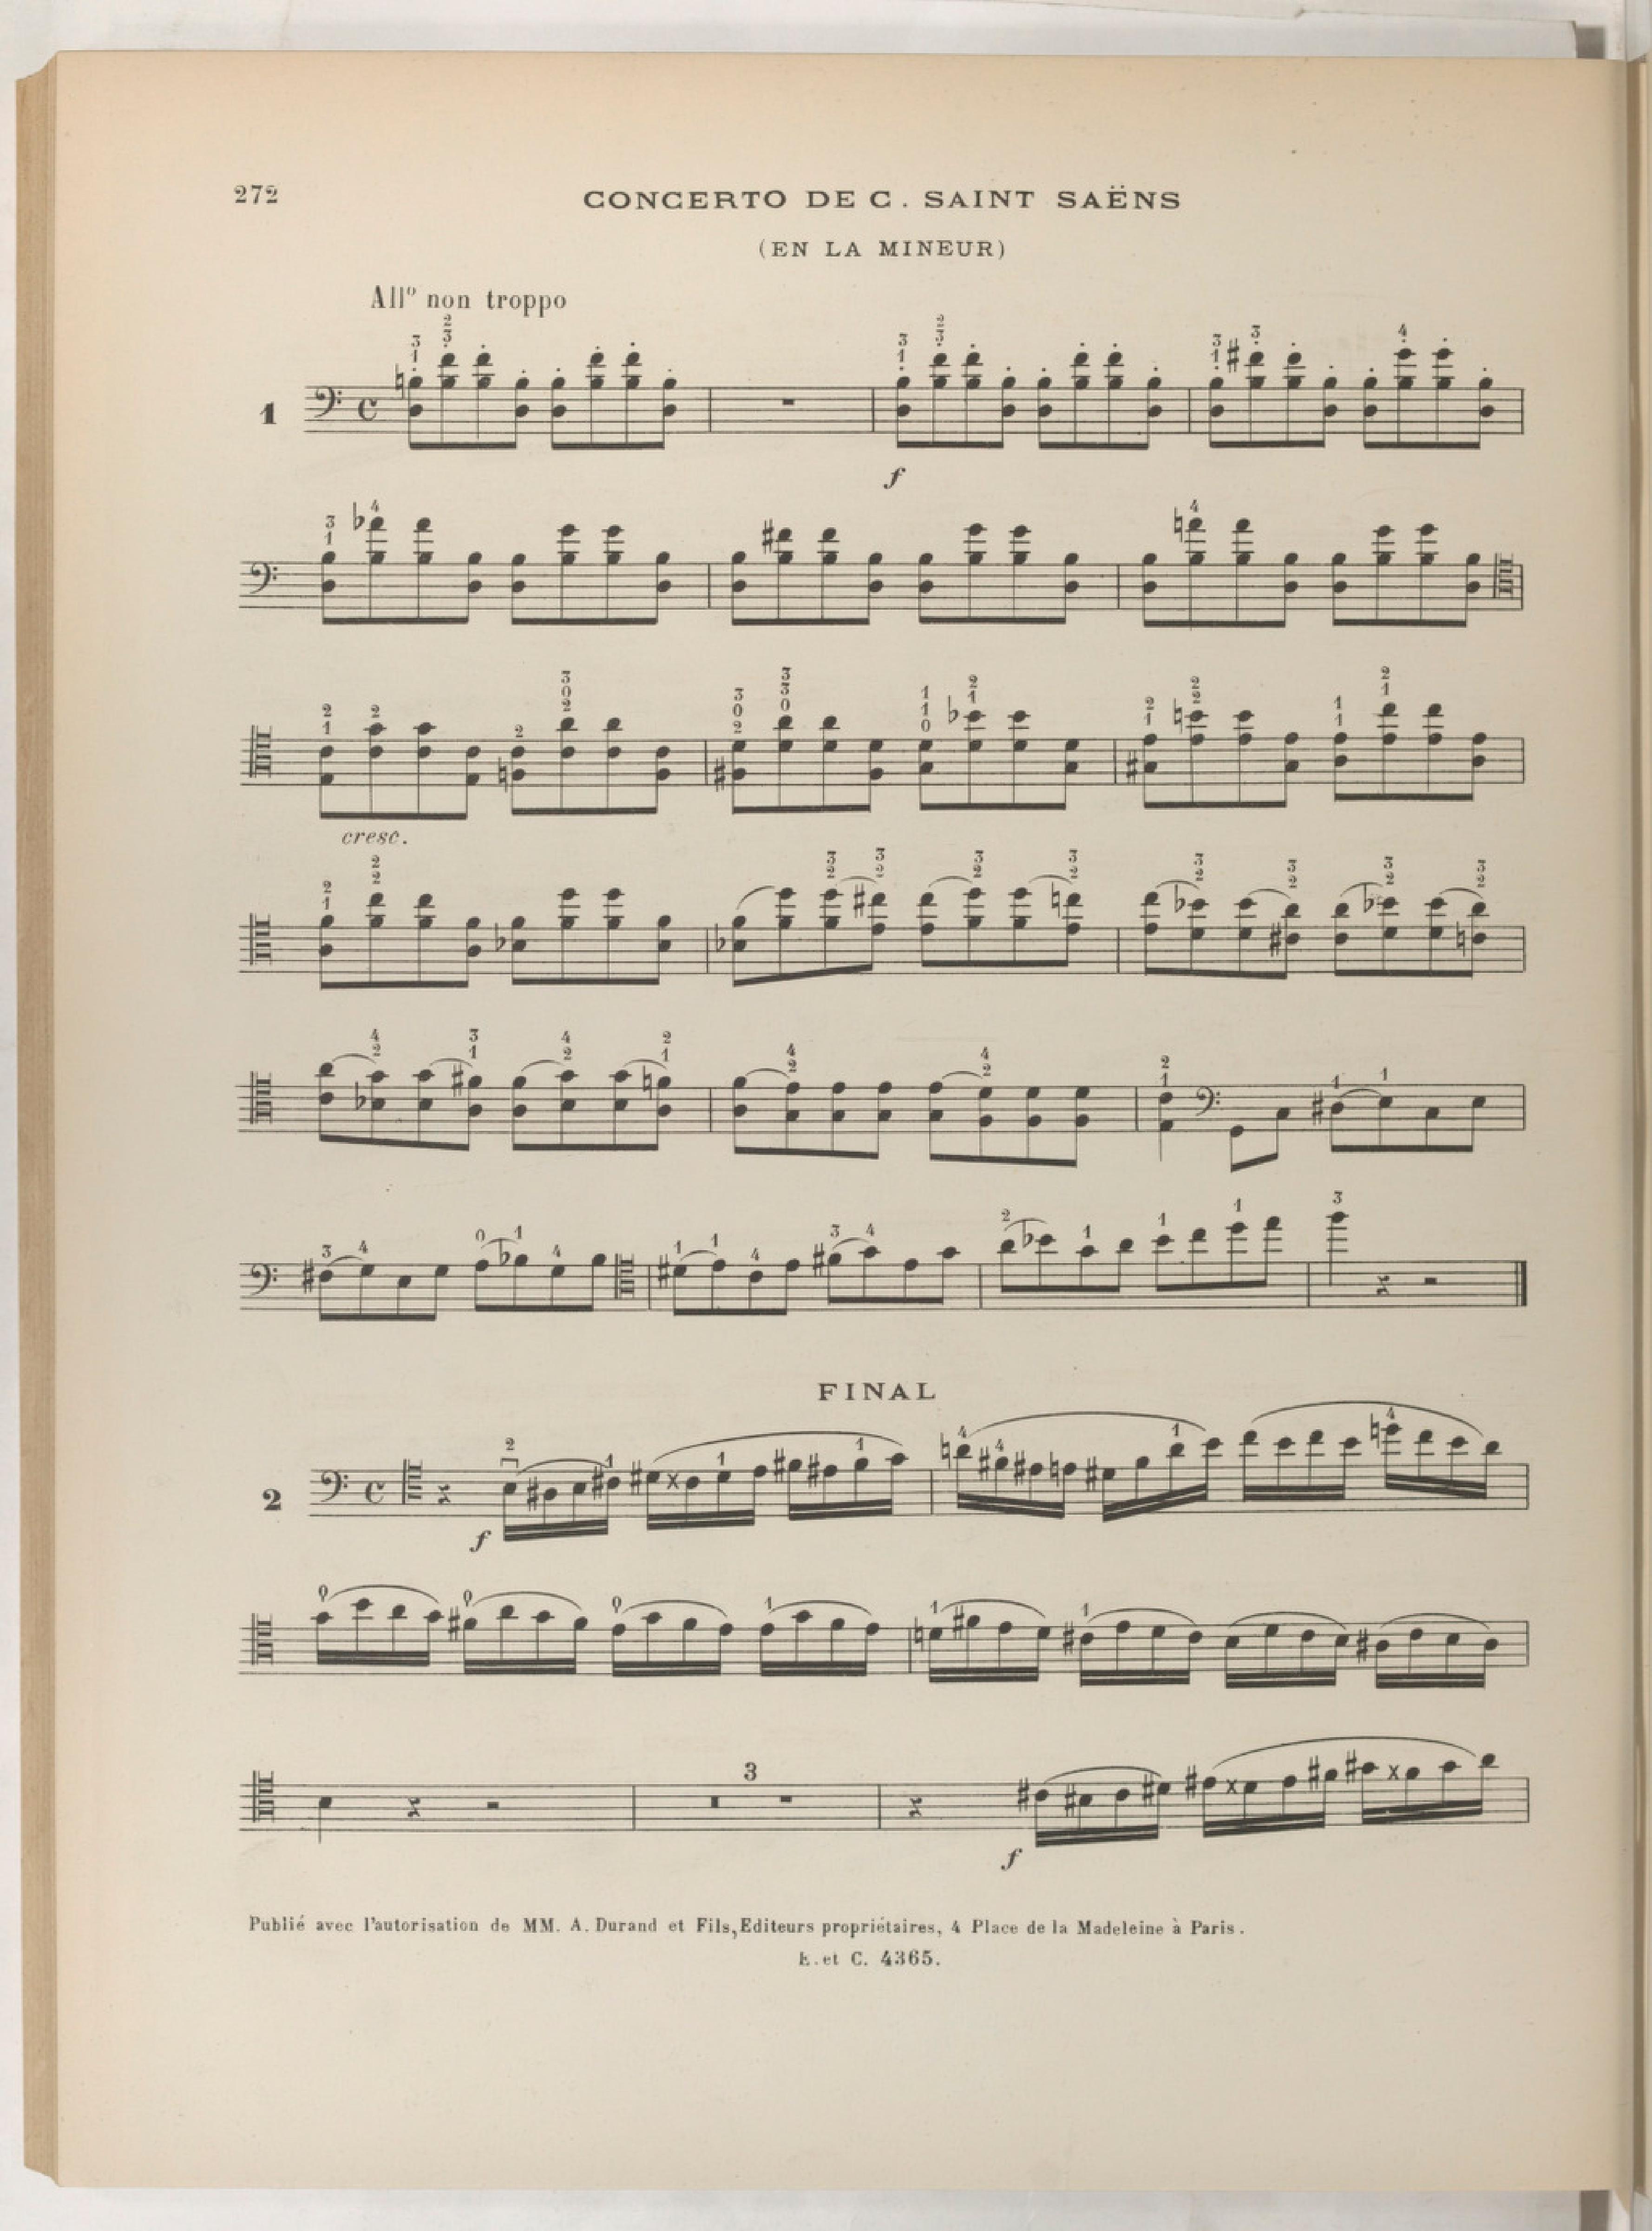 272
CONCERTO DE C. SAINT SAËNS
(EN LA MINEUR)
Allº non troppo
1
f
cresc.
FINAL
2
f
3
f
Publié avec l'autorisation de MM. A. Durand et Fils, Editeurs propriétaires, 4 Place de la Madeleine à Paris.
E. et C. 4365.